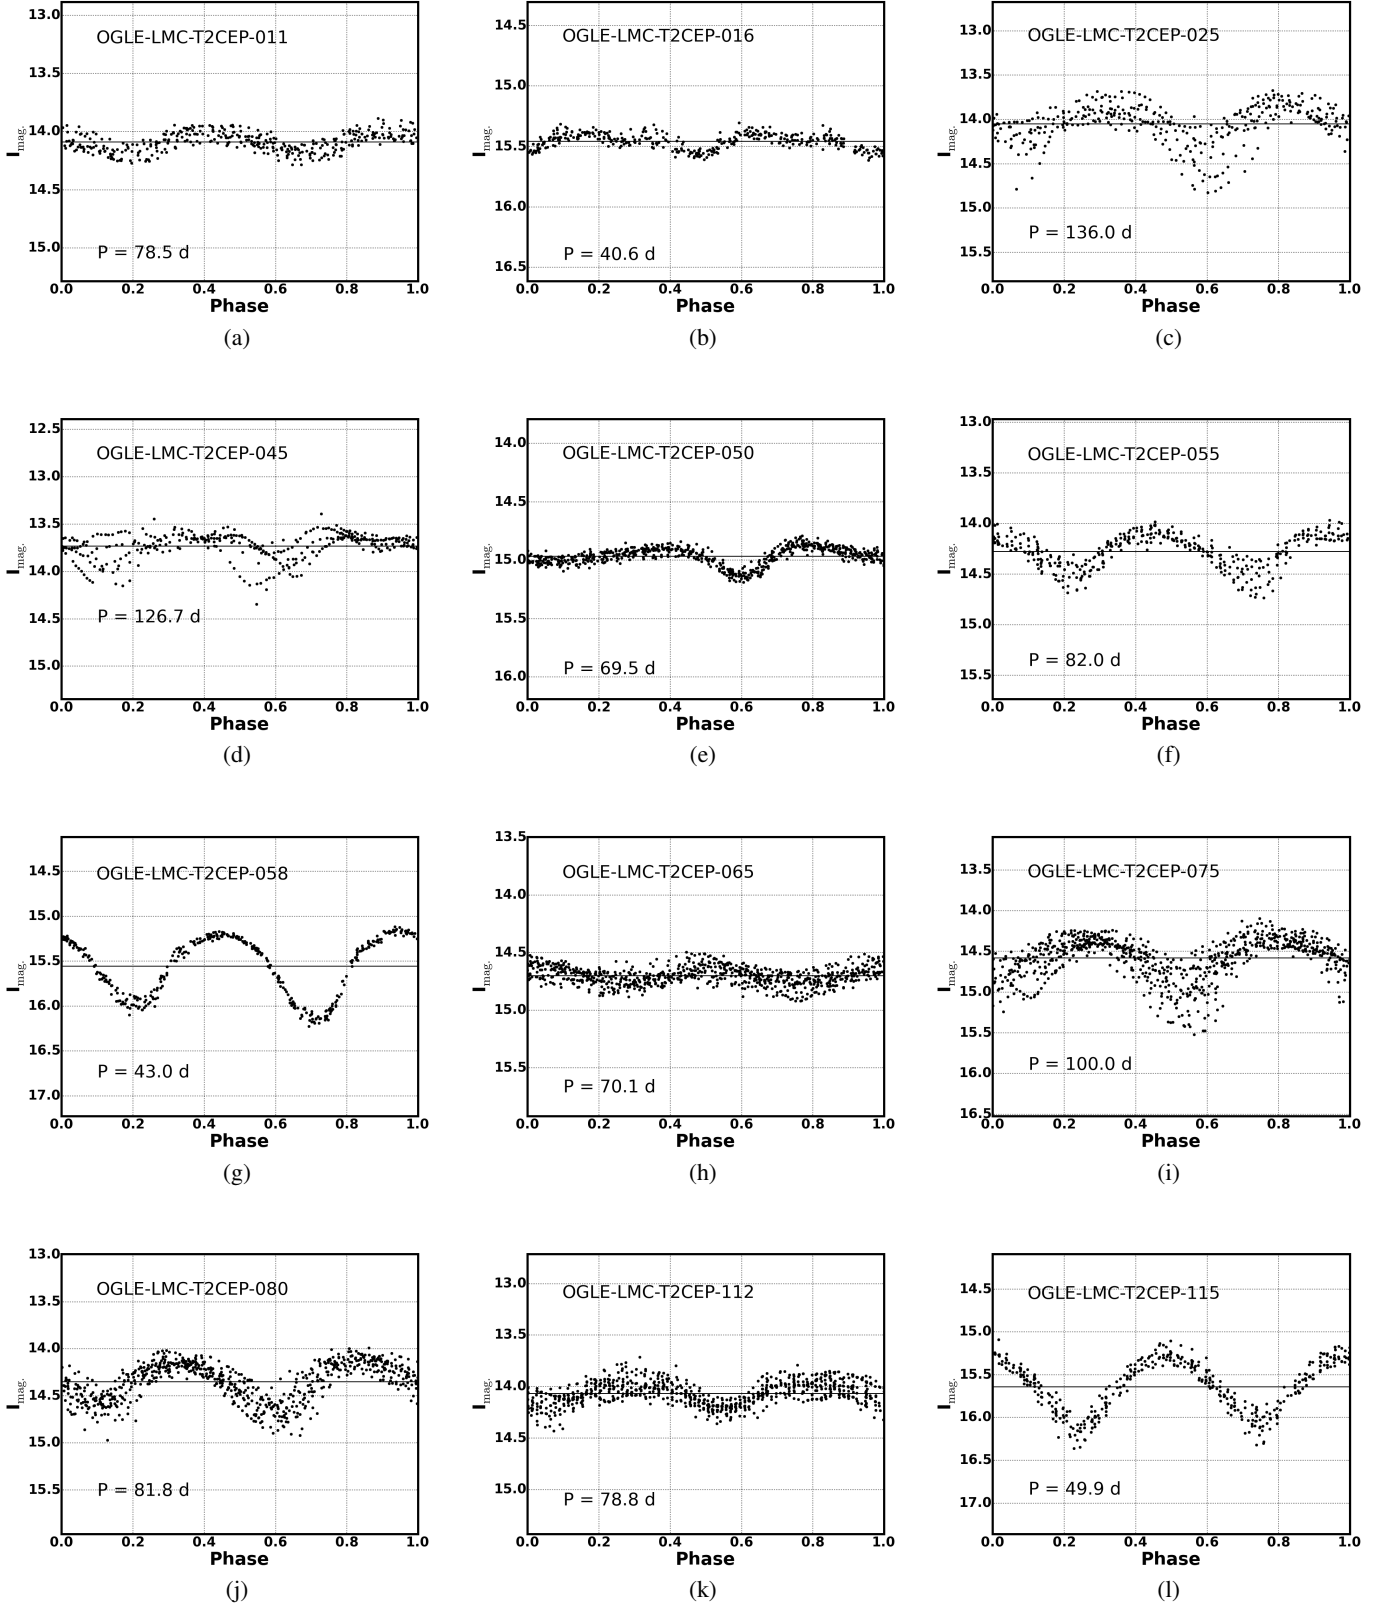 OGLE-LMC-T2CEP-011
13.0
13.5
14.0
14.5
15.0
I mag.
P = 78.5 d
0.0 0.2 0.4 0.6 0.8 1.0
Phase
(a)
OGLE-LMC-T2CEP-016
14.5
15.0
15.5
16.0
16.5
I mag.
P = 40.6 d
0.0 0.2 0.4 0.6 0.8 1.0
Phase
(b)
OGLE-LMC-T2CEP-025
13.0
13.5
14.0
14.5
15.0
15.5
I mag.
P = 136.0 d
0.0 0.2 0.4 0.6 0.8 1.0
Phase
(c)
OGLE-LMC-T2CEP-045
12.5
13.0
13.5
14.0
14.5
15.0
I mag.
P = 126.7 d
0.0 0.2 0.4 0.6 0.8 1.0
Phase
(d)
OGLE-LMC-T2CEP-050
14.0
14.5
15.0
15.5
16.0
I mag.
P = 69.5 d
0.0 0.2 0.4 0.6 0.8 1.0
Phase
(e)
OGLE-LMC-T2CEP-055
13.0
13.5
14.0
14.5
15.0
15.5
I mag.
P = 82.0 d
0.0 0.2 0.4 0.6 0.8 1.0
Phase
(f)
OGLE-LMC-T2CEP-058
14.5
15.0
15.5
16.0
16.5
17.0
I mag.
P = 43.0 d
0.0 0.2 0.4 0.6 0.8 1.0
Phase
(g)
OGLE-LMC-T2CEP-065
13.5
14.0
14.5
15.0
15.5
I mag.
P = 70.1 d
0.0 0.2 0.4 0.6 0.8 1.0
Phase
(h)
OGLE-LMC-T2CEP-075
13.5
14.0
14.5
15.0
15.5
16.0
16.5
I mag.
P = 100.0 d
0.0 0.2 0.4 0.6 0.8 1.0
Phase
(i)
OGLE-LMC-T2CEP-080
13.0
13.5
14.0
14.5
15.0
15.5
I mag.
P = 81.8 d
0.0 0.2 0.4 0.6 0.8 1.0
Phase
(j)
OGLE-LMC-T2CEP-112
13.0
13.5
14.0
14.5
15.0
I mag.
P = 78.8 d
0.0 0.2 0.4 0.6 0.8 1.0
Phase
(k)
OGLE-LMC-T2CEP-115
14.5
15.0
15.5
16.0
16.5
17.0
I mag.
P = 49.9 d
0.0 0.2 0.4 0.6 0.8 1.0
Phase
(l)